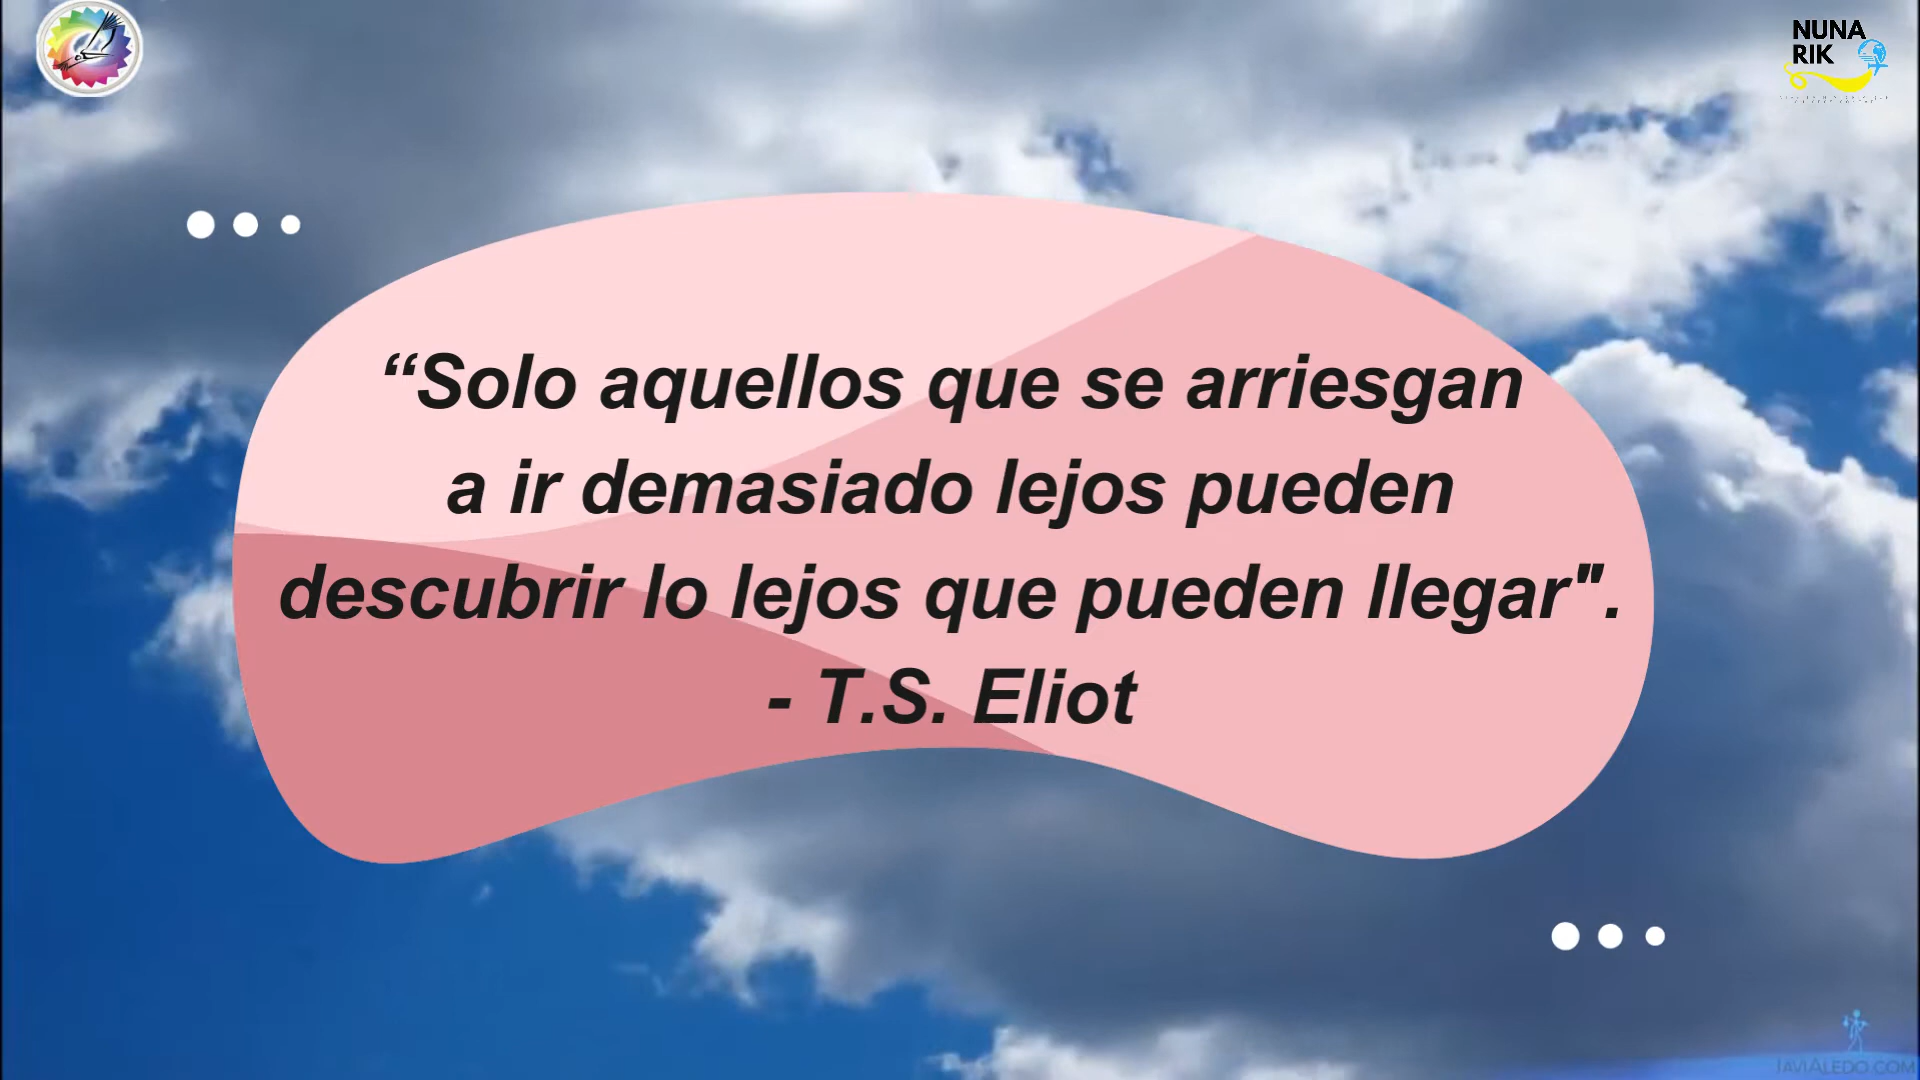 NUNA
RIK
“Solo aquellos que se arriesgan
a ir demasiado lejos pueden
descubrir lo lejos que pueden llegar".
- T.S. Eliot
JAVIALEDO.COM